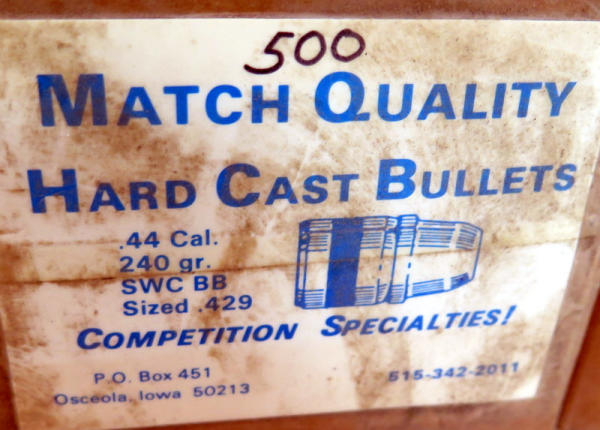 500
MATCH QUALITY
HARD CAST BULLETS
.44 Cal.
240 gr.
SWC BB
Sized .429
COMPETITION SPECIALTIES!
P.O. Box 451
Osceola, Iowa 50213
515-342-2011